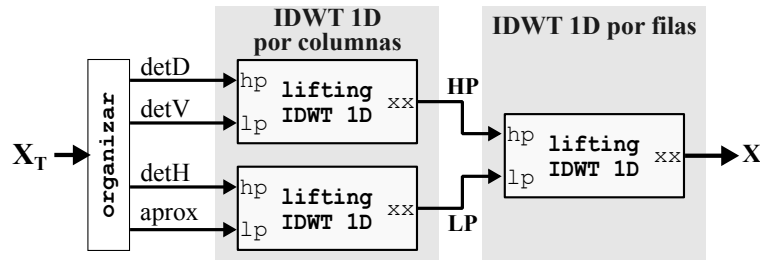 IDWT 1D
por columnas
IDWT 1D por filas
X_T
organizar
detD
detV
detH
aprox
hp
lp
lifting
IDWT 1D
xx
hp
lp
lifting
IDWT 1D
xx
HP
LP
hp
lp
lifting
IDWT 1D
xx
X